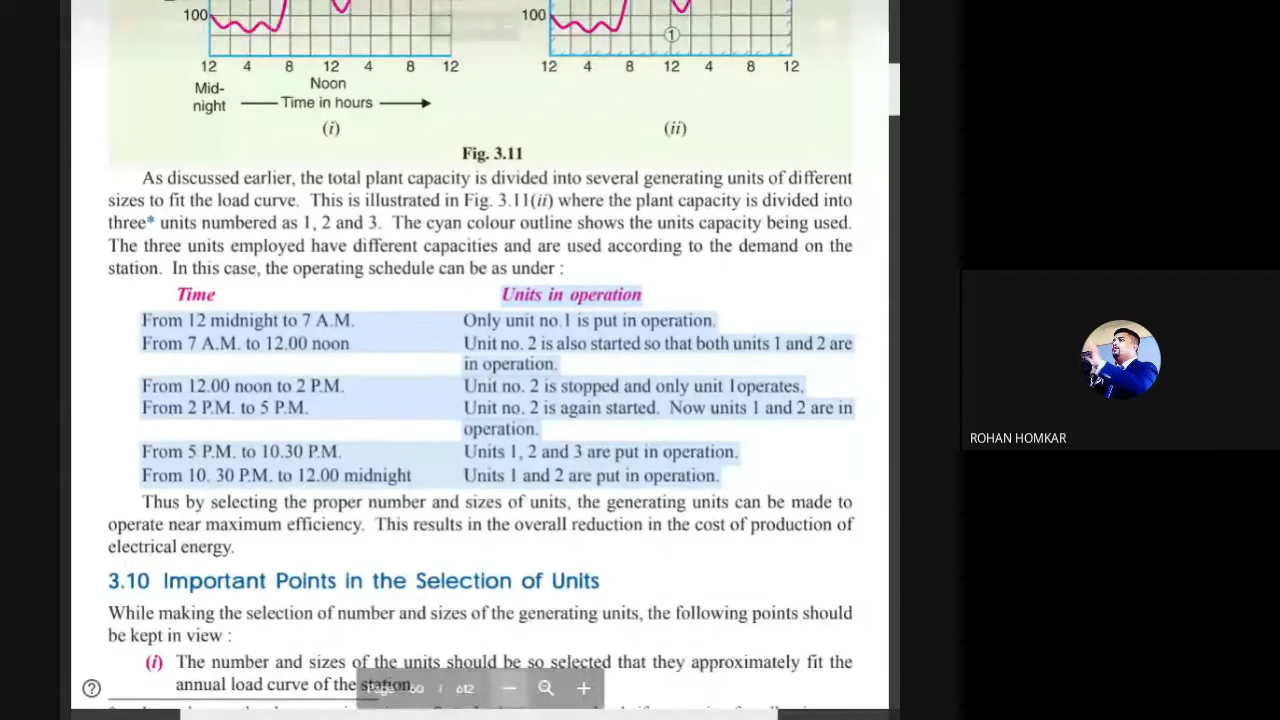 100
100
1
12 4 8 12 4 8 12
12 4 8 12 4 8 12
Mid-
night
Noon
Time in hours
(i)
(ii)
Fig. 3.11
As discussed earlier, the total plant capacity is divided into several generating units of different
sizes to fit the load curve. This is illustrated in Fig. 3.11(ii) where the plant capacity is divided into
three* units numbered as 1, 2 and 3. The cyan colour outline shows the units capacity being used.
The three units employed have different capacities and are used according to the demand on the
station. In this case, the operating schedule can be as under :
Time Units in operation
From 12 midnight to 7 A.M. Only unit no.1 is put in operation.
From 7 A.M. to 12.00 noon Unit no. 2 is also started so that both units 1 and 2 are
in operation.
From 12.00 noon to 2 P.M. Unit no. 2 is stopped and only unit 1operates.
From 2 P.M. to 5 P.M. Unit no. 2 is again started. Now units 1 and 2 are in
operation.
From 5 P.M. to 10.30 P.M. Units 1, 2 and 3 are put in operation.
From 10. 30 P.M. to 12.00 midnight Units 1 and 2 are put in operation.
Thus by selecting the proper number and sizes of units, the generating units can be made to
operate near maximum efficiency. This results in the overall reduction in the cost of production of
electrical energy.
3.10 Important Points in the Selection of Units
While making the selection of number and sizes of the generating units, the following points should
be kept in view :
(i) The number and sizes of the units should be so selected that they approximately fit the
annual load curve of the station.
Page 60 / 612
ROHAN HOMKAR